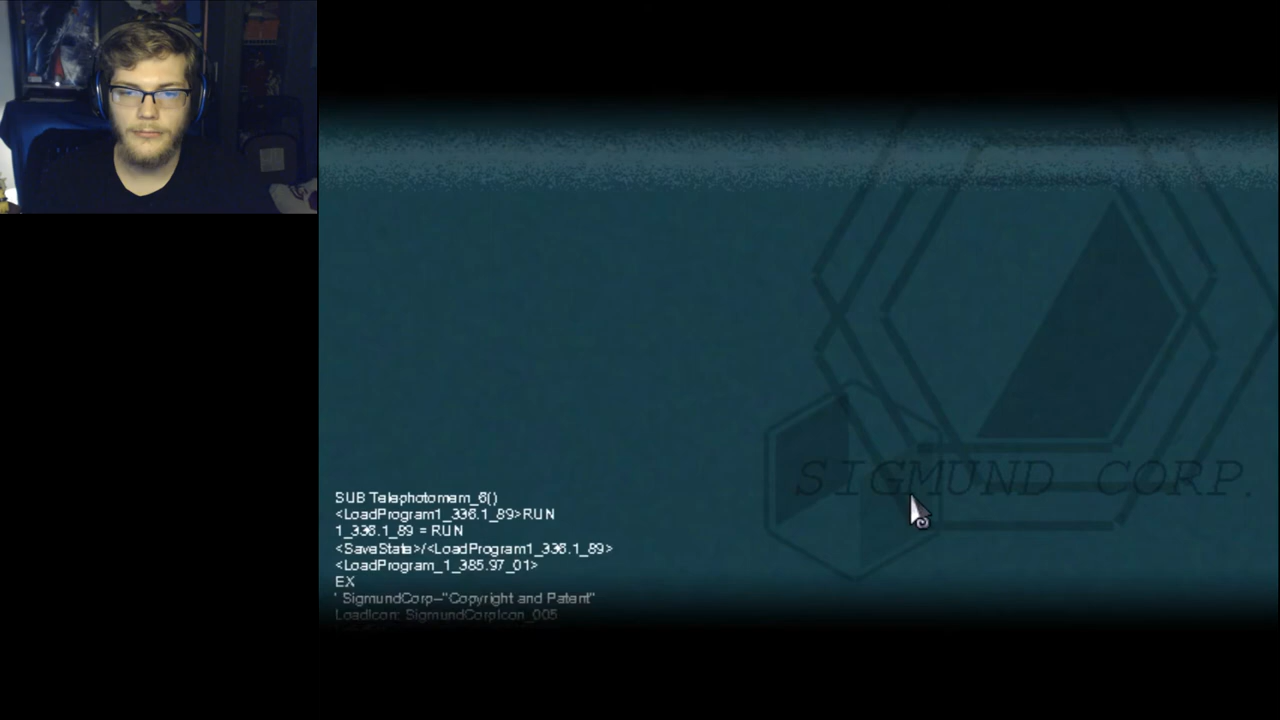 SIGMUND CORP.
SUB Telephotomem_6()
<LoadProgram1_336.1_89>RUN
1_336.1_89 = RUN
<SaveState>/<LoadProgram1_336.1_89>
<LoadProgram_1_385.97_01>
EX
' SigmundCorp--"Copyright and Patent"
LoadIcon: SigmundCorpIcon_005